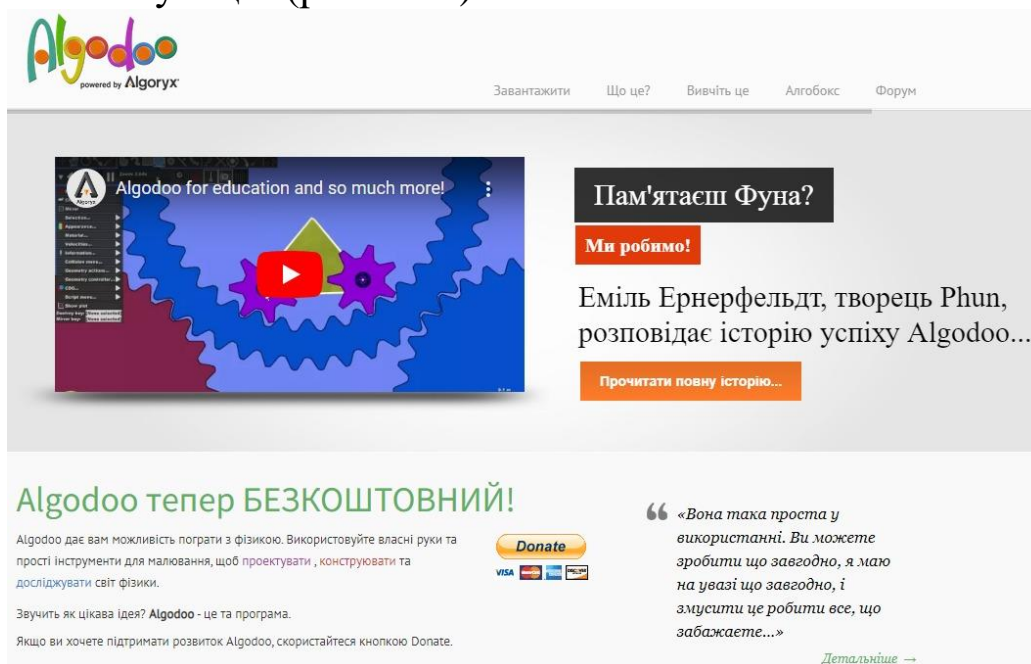 Algodoo
powered by Algoryx
Завантажити Що це? Вивчіть це Алгобокс Форум
Algodoo for education and so much more!
Пам'ятаєш Фуна?
Ми робимо!
Еміль Ернерфельдт, творець Phun,
розповідає історію успіху Algodoo...
Прочитати повну історію...
Algodoo тепер БЕЗКОШТОВНИЙ!
Algodoo дає вам можливість пограти з фізикою. Використовуйте власні руки та
прості інструменти для малювання, щоб проектувати , конструювати та
досліджувати світ фізики.
Звучить як цікава ідея? Algodoo - це та програма.
Якщо ви хочете підтримати розвиток Algodoo, скористайтеся кнопкою Donate.
Donate
VISA
«Вона така проста у
використанні. Ви можете
зробити що завгодно, я маю
на увазі що завгодно, і
змусити це робити все, що
забажаєте...»
Детальніше →